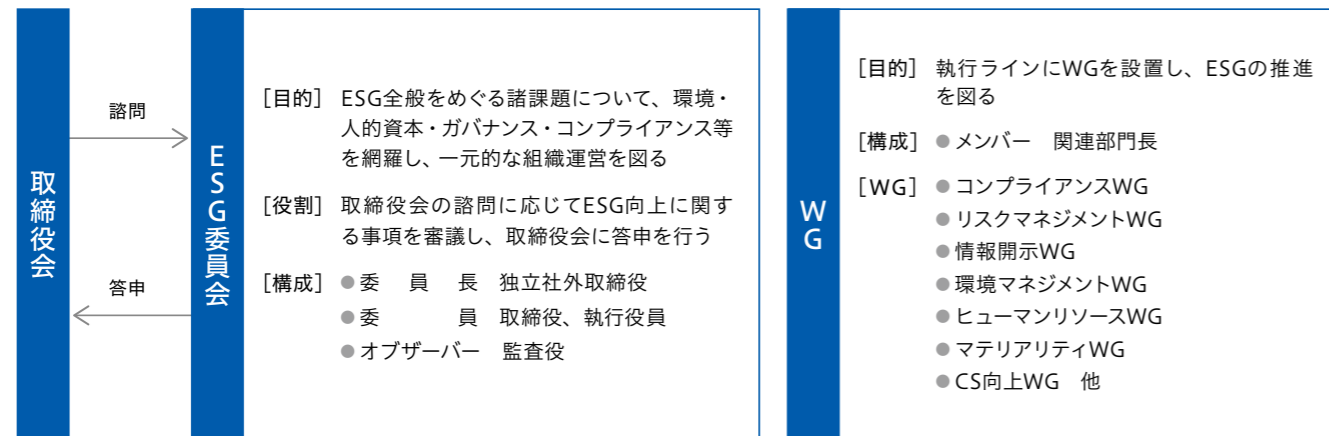 取締役会
諮問
答申
ESG委員会
［目的］ ESG全般をめぐる諸課題について、環境・
人的資本・ガバナンス・コンプライアンス等
を網羅し、一元的な組織運営を図る
［役割］ 取締役会の諮問に応じてESG向上に関す
る事項を審議し、取締役会に答申を行う
［構成］ ●委　員　長　独立社外取締役
●委　　　員　取締役、執行役員
●オブザーバー　監査役
WG
［目的］ 執行ラインにWGを設置し、ESGの推進
を図る
［構成］ ●メンバー　関連部門長
［WG］ ●コンプライアンスWG
●リスクマネジメントWG
●情報開示WG
●環境マネジメントWG
●ヒューマンリソースWG
●マテリアリティWG
●CS向上WG　他